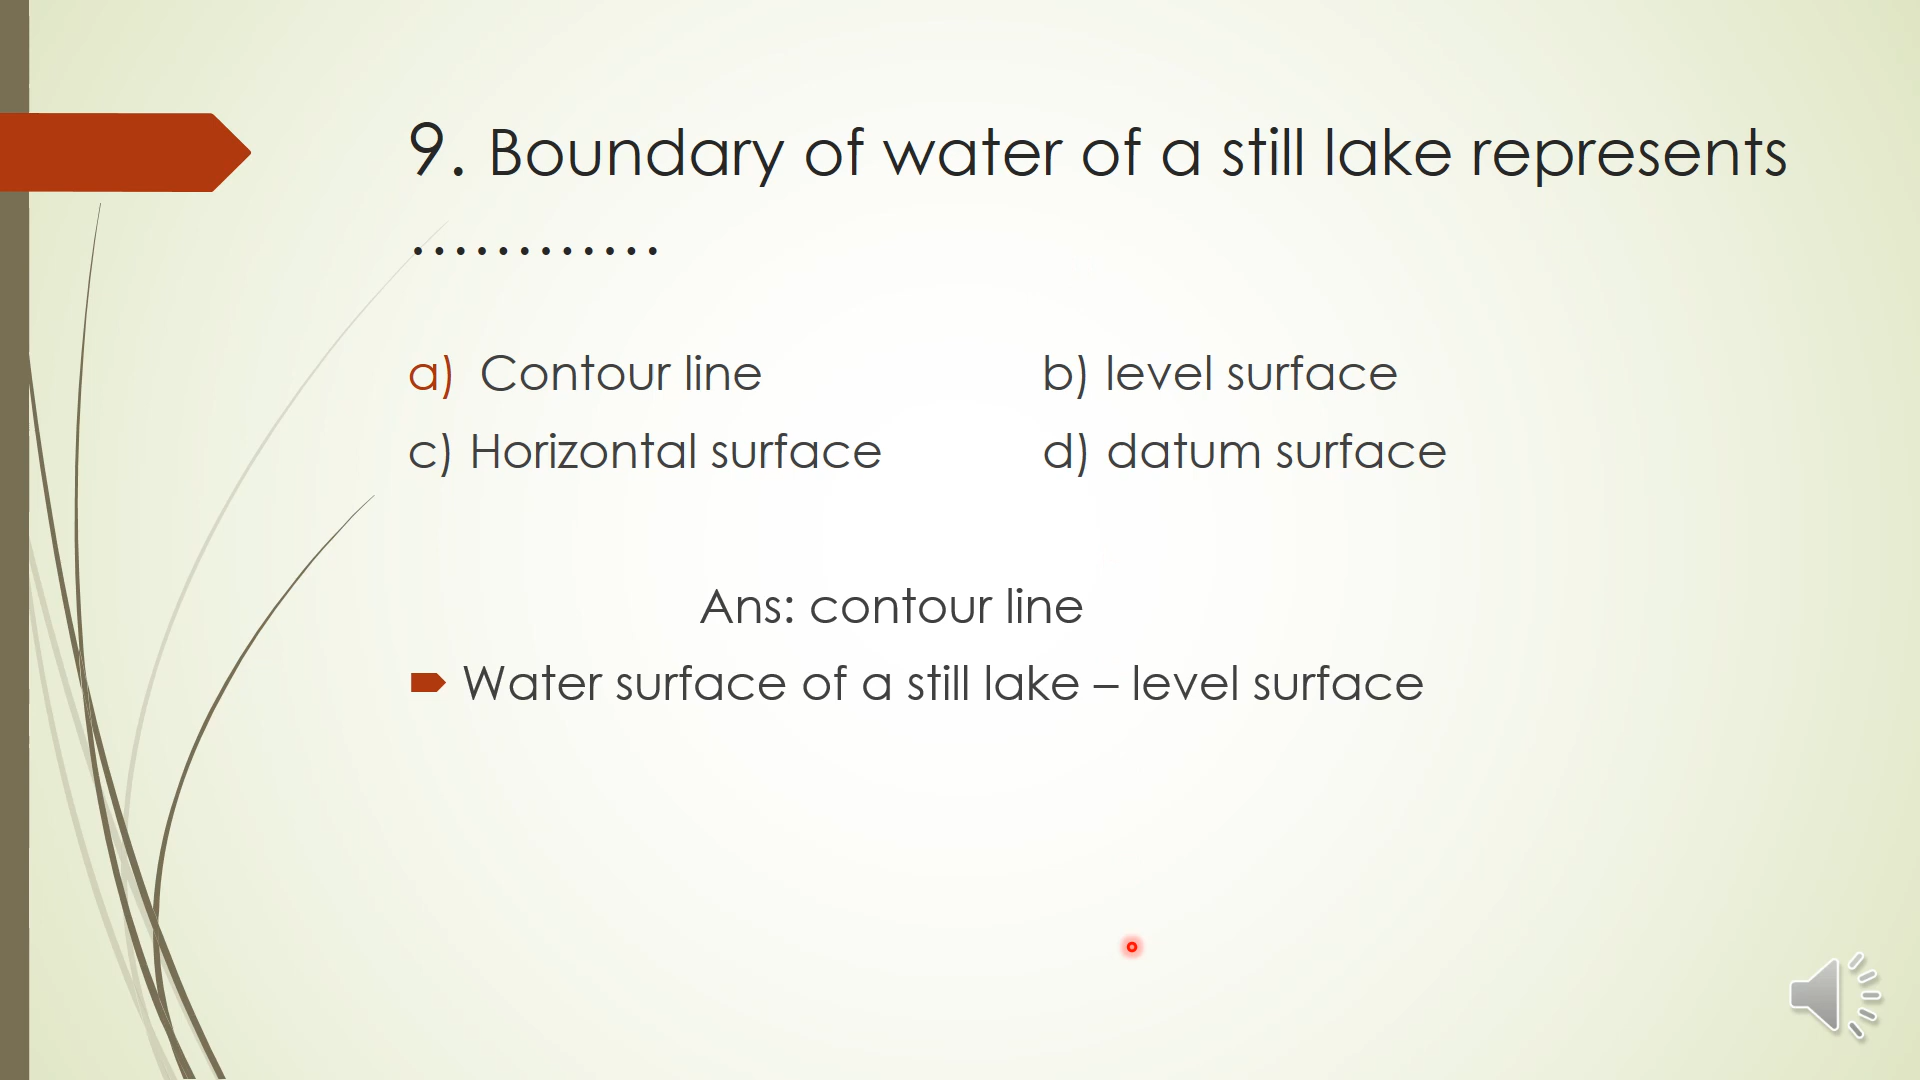 9. Boundary of water of a still lake represents
............
a) Contour line b) level surface
c) Horizontal surface d) datum surface
Ans: contour line
Water surface of a still lake – level surface